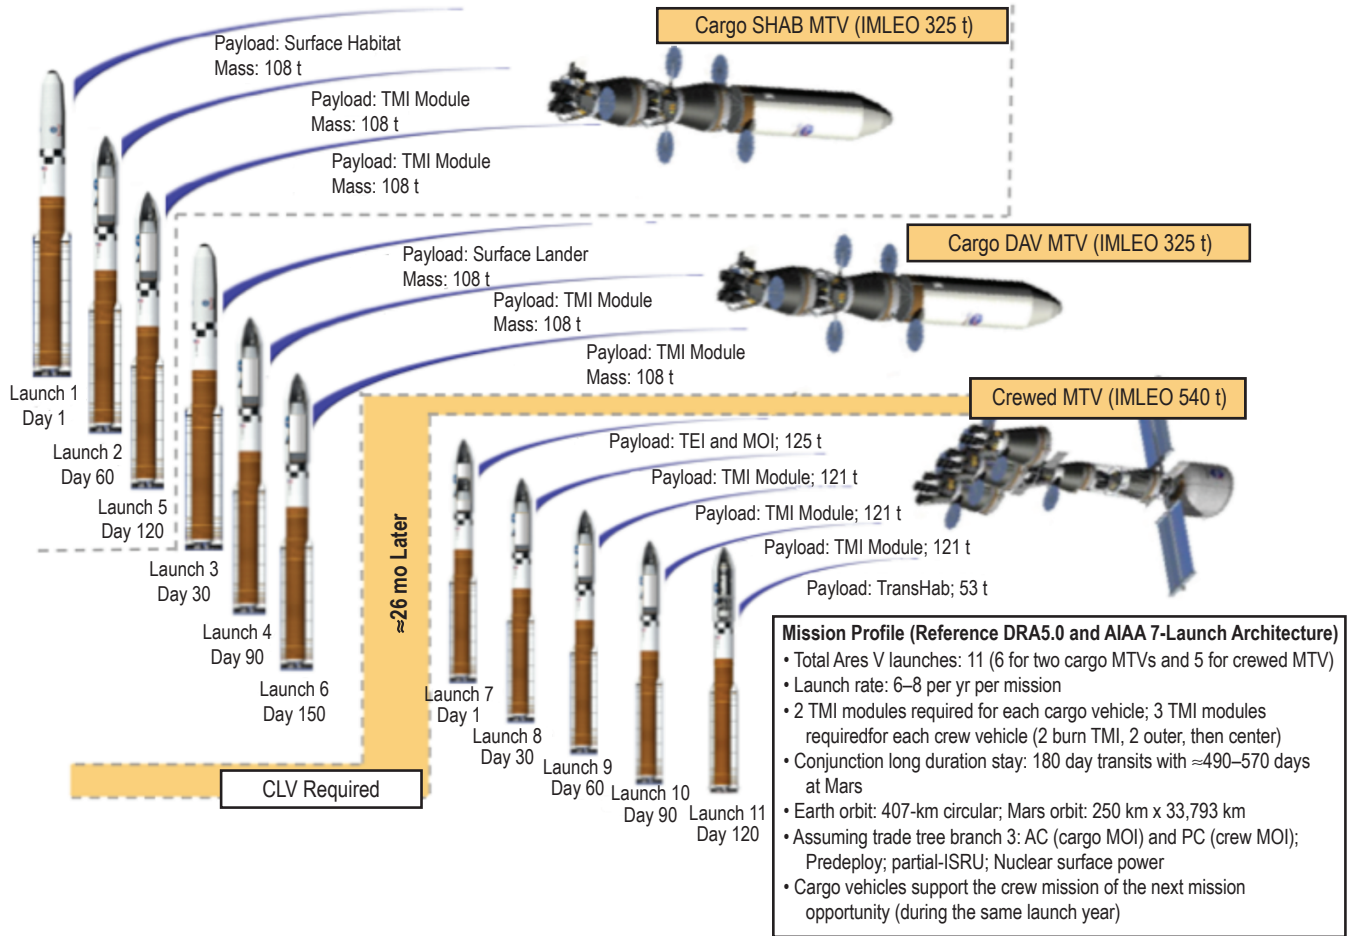 Cargo SHAB MTV (IMLEO 325 t)
Payload: Surface Habitat
Mass: 108 t
Payload: TMI Module
Mass: 108 t
Payload: TMI Module
Mass: 108 t
Launch 1
Day 1
Launch 2
Day 60
Launch 5
Day 120
Cargo DAV MTV (IMLEO 325 t)
Payload: Surface Lander
Mass: 108 t
Payload: TMI Module
Mass: 108 t
Payload: TMI Module
Mass: 108 t
Launch 3
Day 30
Launch 4
Day 90
Launch 6
Day 150
≈26 mo Later
CLV Required
Crewed MTV (IMLEO 540 t)
Payload: TEI and MOI; 125 t
Payload: TMI Module; 121 t
Payload: TMI Module; 121 t
Payload: TMI Module; 121 t
Payload: TransHab; 53 t
Launch 7
Day 1
Launch 8
Day 30
Launch 9
Day 60
Launch 10
Day 90
Launch 11
Day 120
Mission Profile (Reference DRA5.0 and AIAA 7-Launch Architecture)
• Total Ares V launches: 11 (6 for two cargo MTVs and 5 for crewed MTV)
• Launch rate: 6–8 per yr per mission
• 2 TMI modules required for each cargo vehicle; 3 TMI modules
requiredfor each crew vehicle (2 burn TMI, 2 outer, then center)
• Conjunction long duration stay: 180 day transits with ≈490–570 days
at Mars
• Earth orbit: 407-km circular; Mars orbit: 250 km x 33,793 km
• Assuming trade tree branch 3: AC (cargo MOI) and PC (crew MOI);
Predeploy; partial-ISRU; Nuclear surface power
• Cargo vehicles support the crew mission of the next mission
opportunity (during the same launch year)